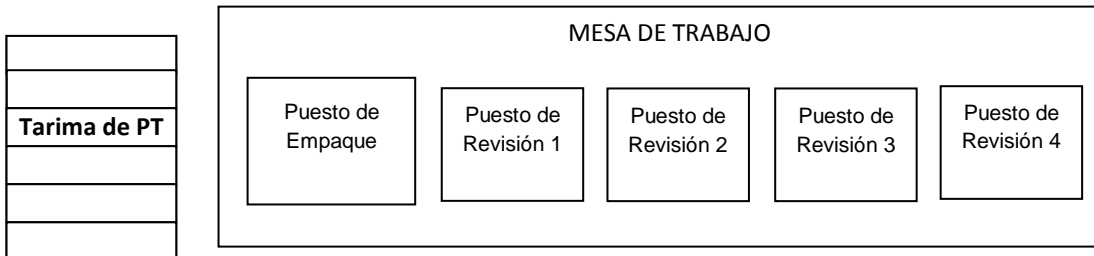 MESA DE TRABAJO
Tarima de PT
Puesto de
Empaque
Puesto de
Revisión 1
Puesto de
Revisión 2
Puesto de
Revisión 3
Puesto de
Revisión 4